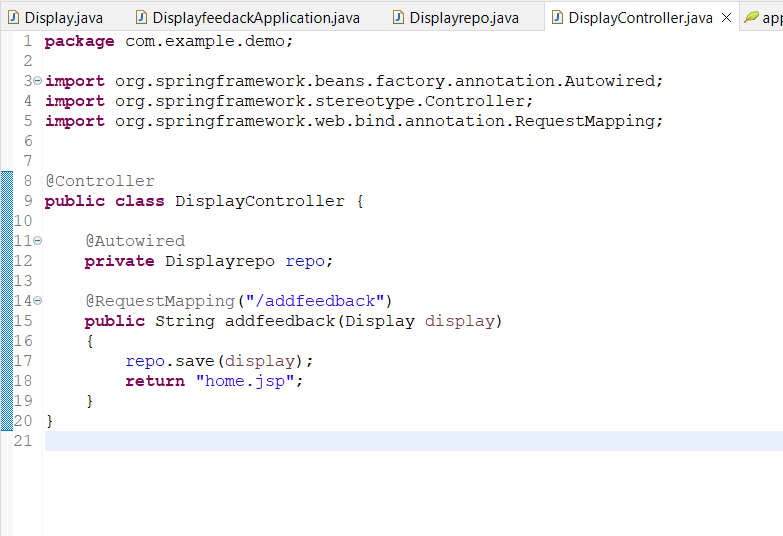 Display.java DisplayfeedackApplication.java Displayrepo.java DisplayController.java app
1 package com.example.demo;
2
3 import org.springframework.beans.factory.annotation.Autowired;
4 import org.springframework.stereotype.Controller;
5 import org.springframework.web.bind.annotation.RequestMapping;
6
7
8 @Controller
9 public class DisplayController {
10
11     @Autowired
12     private Displayrepo repo;
13
14     @RequestMapping("/addfeedback")
15     public String addfeedback(Display display)
16     {
17         repo.save(display);
18         return "home.jsp";
19     }
20 }
21